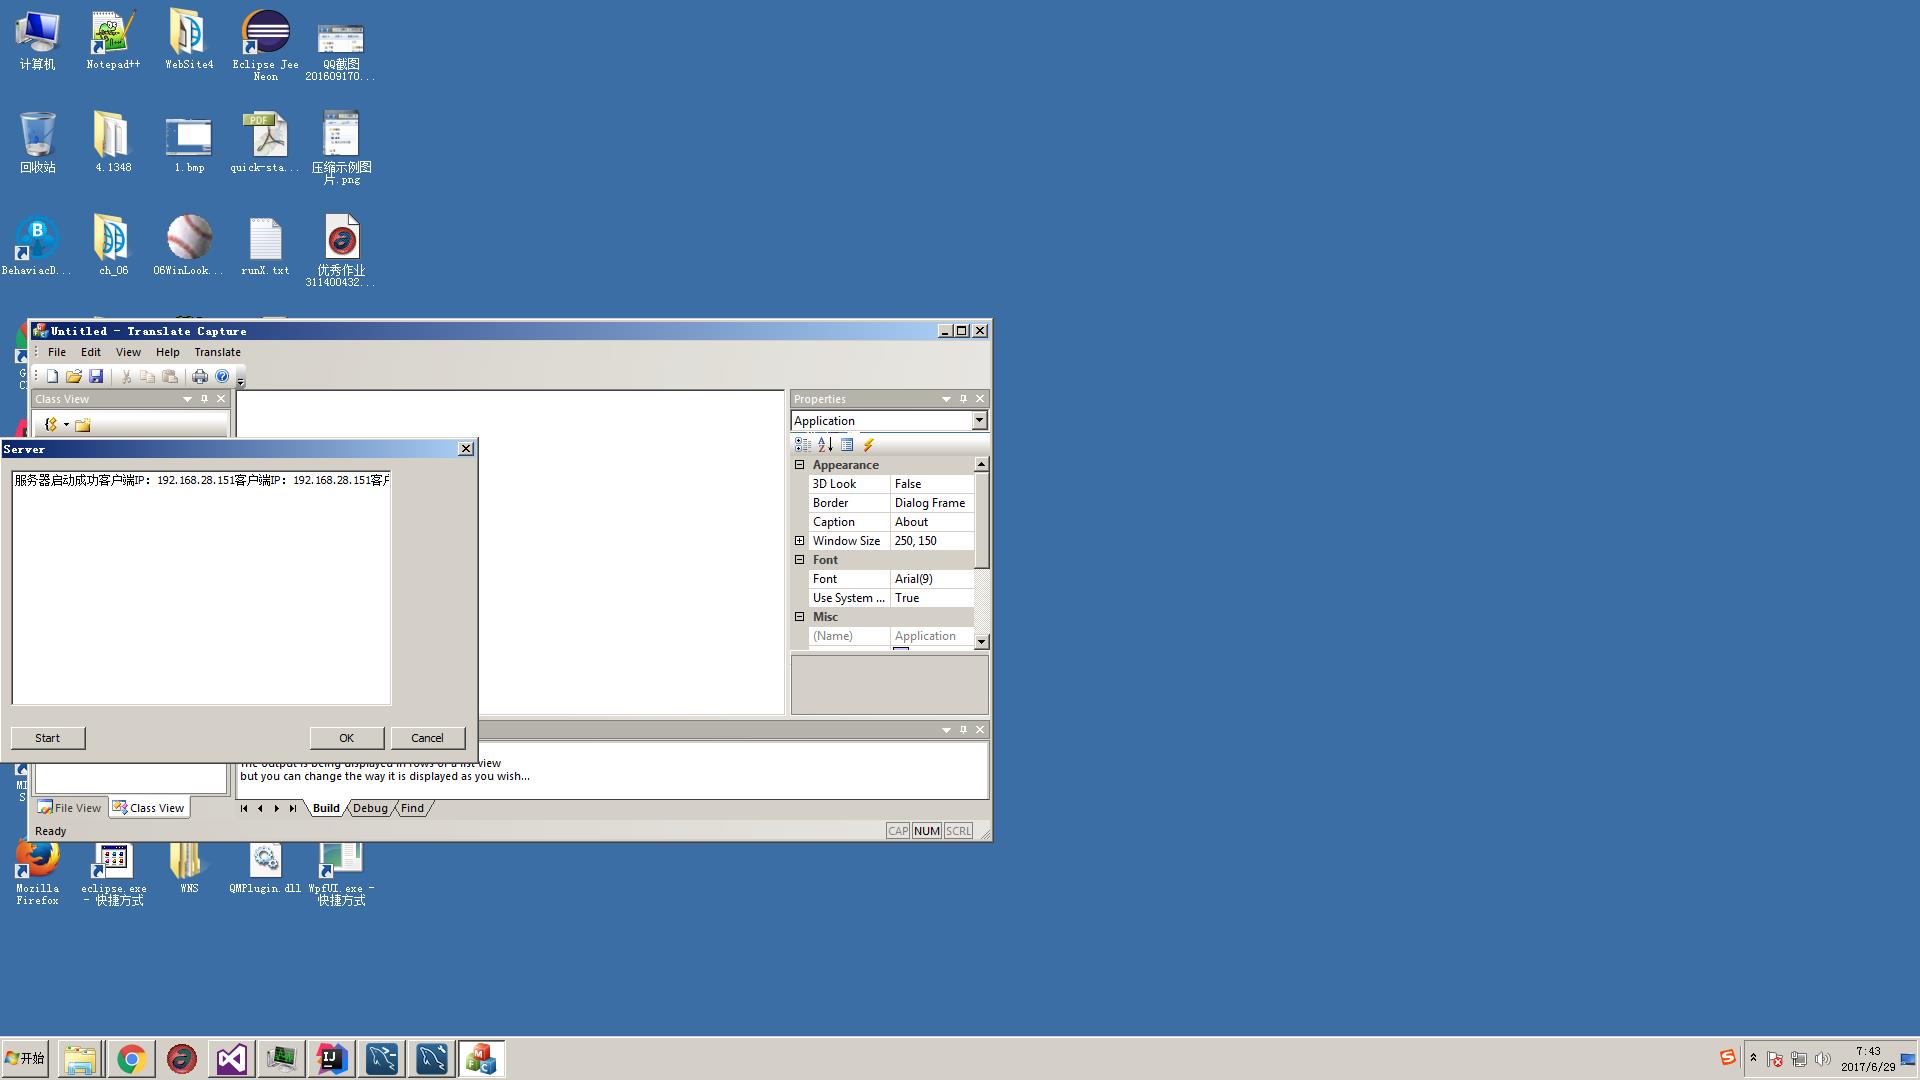 计算机
Notepad++
WebSite4
Eclipse Jee
Neon
QQ截图
201609170...
回收站
4.1348
1.bmp
PDF
quick-sta...
压缩示例图
片.png
BehaviacD...
ch_06
06WinLook...
runX.txt
优秀作业
311400432...
Untitled - Translate Capture
File Edit View Help Translate
Class View
Properties
Application
Appearance
3D Look False
Border Dialog Frame
Caption About
Window Size 250, 150
Font
Font Arial(9)
Use System ... True
Misc
(Name) Application
Server
服务器启动成功客户端IP: 192.168.28.151客户端IP: 192.168.28.151客户
Start OK Cancel
The output is being displayed in rows of a list view
but you can change the way it is displayed as you wish...
File View Class View
Build Debug Find
Ready
CAP NUM SCRL
Mozilla
Firefox
eclipse.exe
- 快捷方式
WNS
QMPlugin.dll
WpfUI.exe -
快捷方式
开始
7:43
2017/6/29